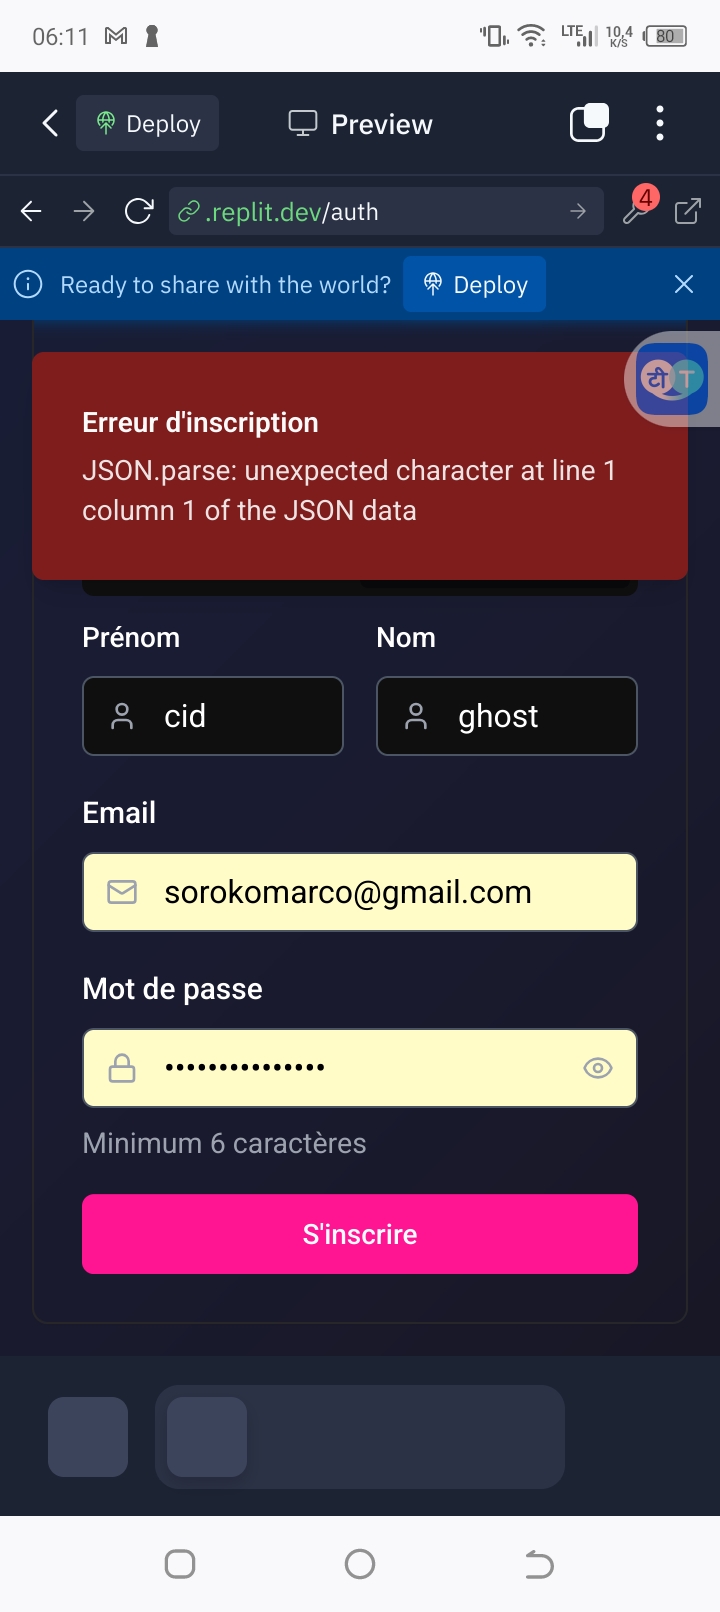 06:11
LTE
10,4
K/S
80
Deploy
Preview
.replit.dev/auth
4
Ready to share with the world?
Deploy
टी T
Erreur d'inscription
JSON.parse: unexpected character at line 1
column 1 of the JSON data
Prénom
Nom
cid
ghost
Email
sorokomarco@gmail.com
Mot de passe
•••••••••••••••
Minimum 6 caractères
S'inscrire